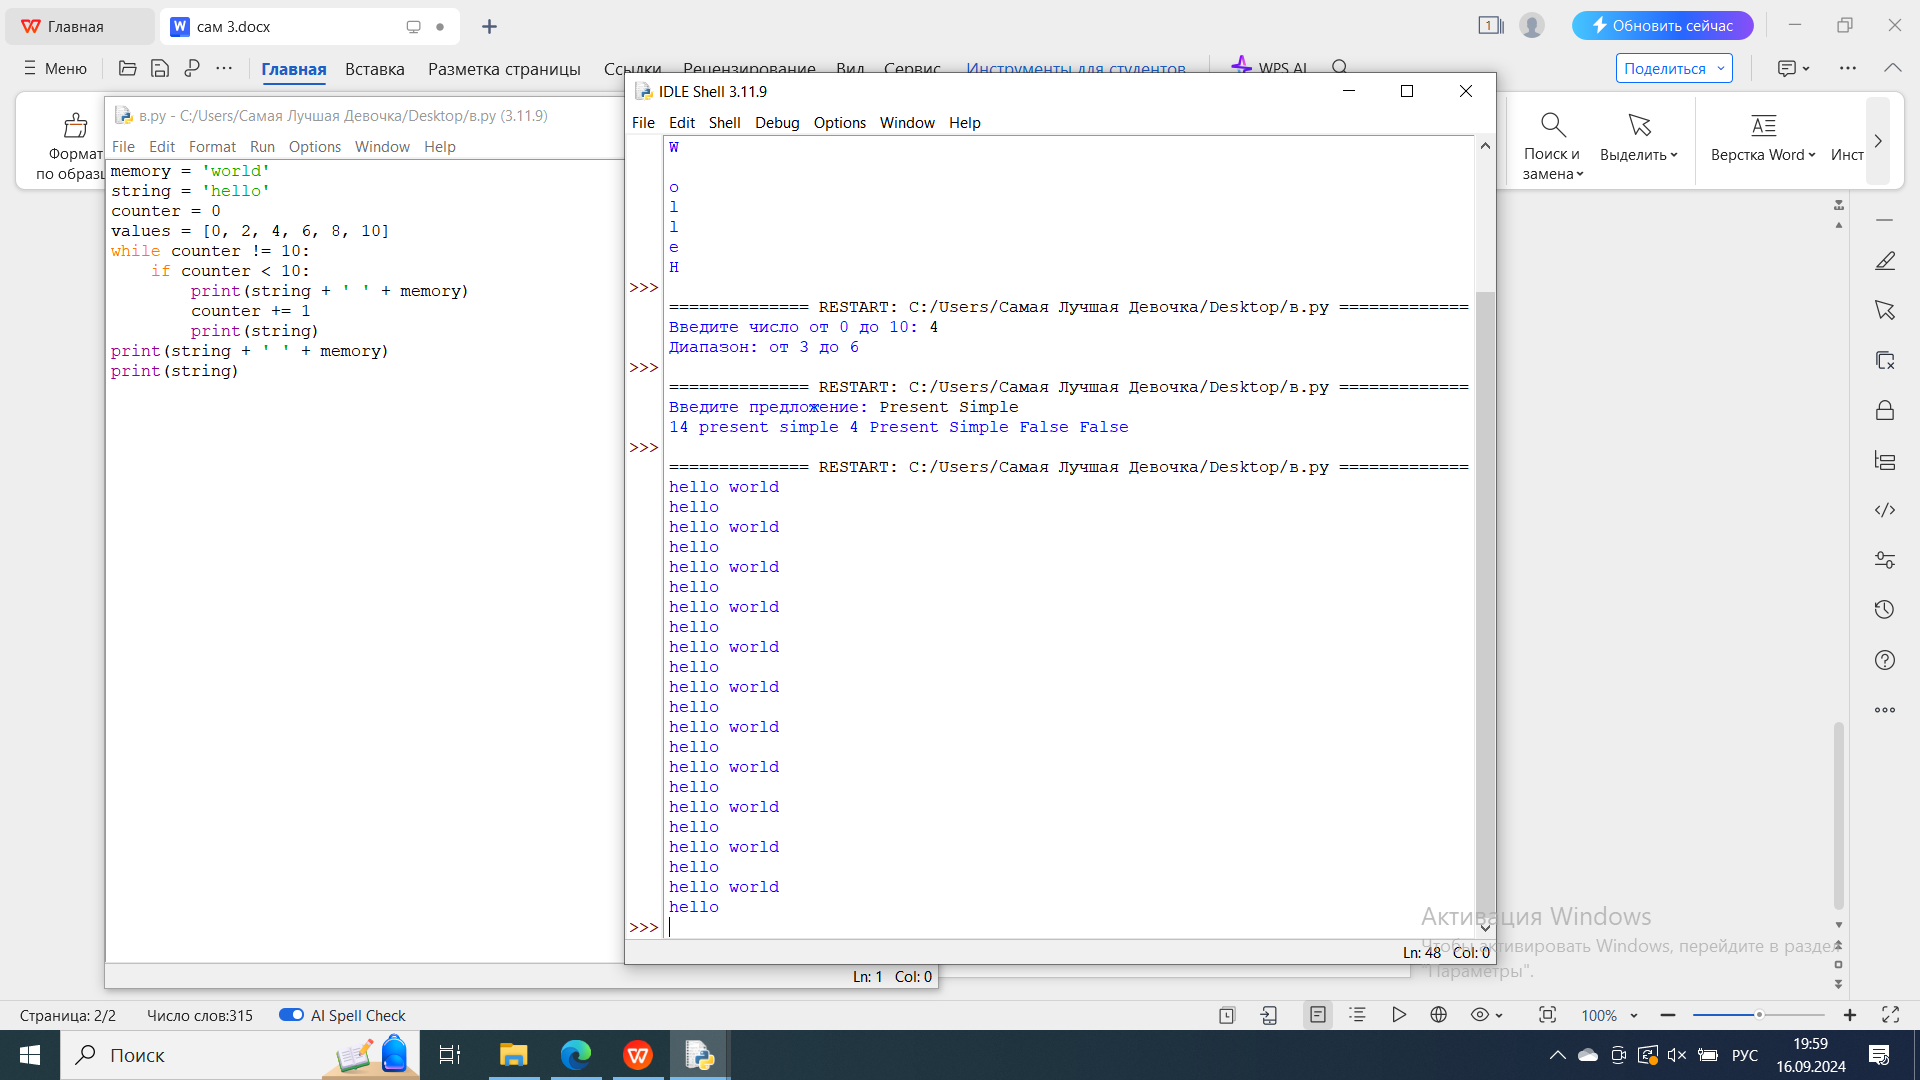 Главная
сам 3.docx
1
Обновить сейчас
Меню
Главная
Вставка
Разметка страницы
Ссылки
Рецензирование
Вид
Сервис
Инструменты для студентов
WPS AI
Поделиться
Формат
по образц
Поиск и
замена
Выделить
Верстка Word
Инст
в.py - C:/Users/Самая Лучшая Девочка/Desktop/в.py (3.11.9)
File Edit Format Run Options Window Help
memory = 'world'
string = 'hello'
counter = 0
values = [0, 2, 4, 6, 8, 10]
while counter != 10:
    if counter < 10:
        print(string + ' ' + memory)
        counter += 1
        print(string)
print(string + ' ' + memory)
print(string)
Ln: 1 Col: 0
IDLE Shell 3.11.9
File Edit Shell Debug Options Window Help
W
o
l
l
e
H
>>>
============== RESTART: C:/Users/Самая Лучшая Девочка/Desktop/в.py =============
Введите число от 0 до 10: 4
Диапазон: от 3 до 6
>>>
============== RESTART: C:/Users/Самая Лучшая Девочка/Desktop/в.py =============
Введите предложение: Present Simple
14 present simple 4 Present Simple False False
>>>
============== RESTART: C:/Users/Самая Лучшая Девочка/Desktop/в.py =============
hello world
hello
hello world
hello
hello world
hello
hello world
hello
hello world
hello
hello world
hello
hello world
hello
hello world
hello
hello world
hello
hello world
hello
hello world
hello
>>>
Ln: 48 Col: 0
Активация Windows
Чтобы активировать Windows, перейдите в раздел
"Параметры".
Страница: 2/2
Число слов:315
AI Spell Check
100%
Поиск
РУС
19:59
16.09.2024